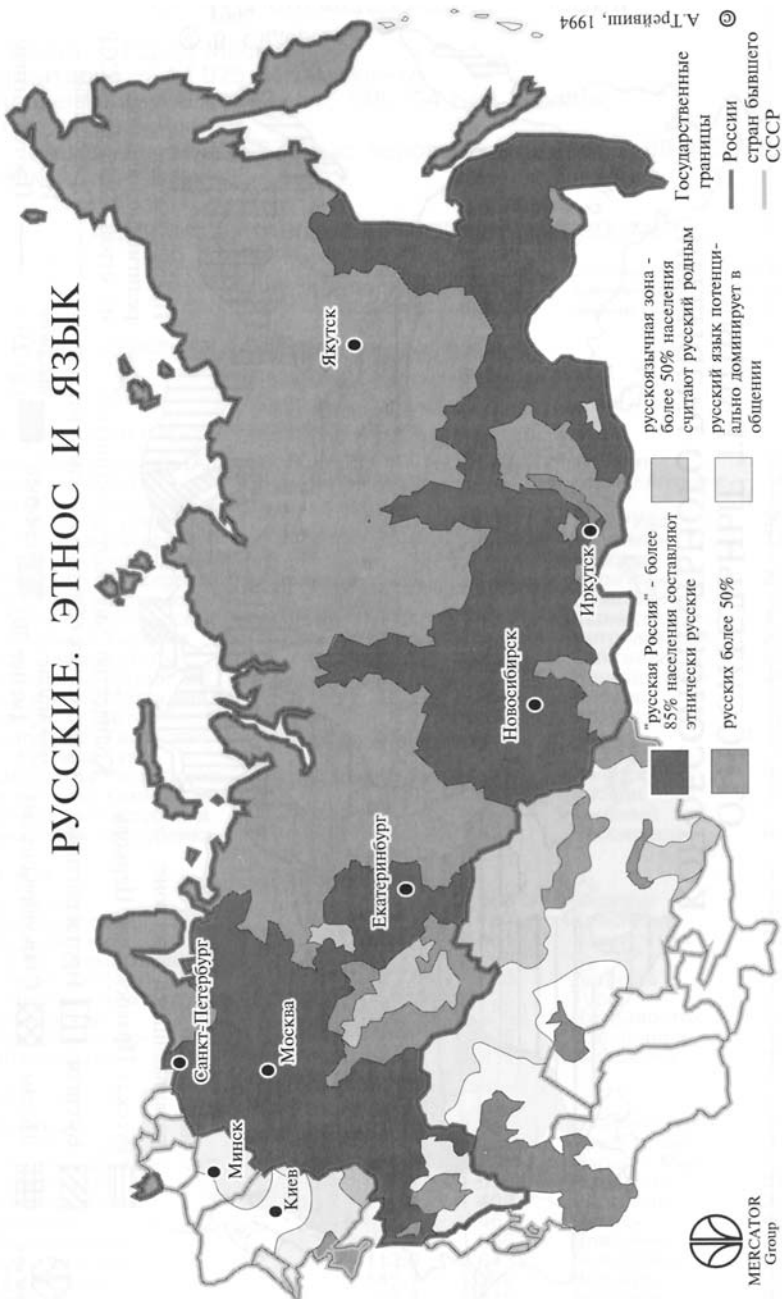 РУССКИЕ. ЭТНОС И ЯЗЫК
Санкт-Петербург
Москва
Минск
Киев
Екатеринбург
Новосибирск
Иркутск
Якутск
"русская Россия" - более
85% населения составляют
этнически русские
русских более 50%
русскоязычная зона -
более 50% населения
считают русский родным
русский язык потенци-
ально доминирует в
общении
Государственные
границы
России
стран бывшего
СССР
© А.Трейвиш, 1994
MERCATOR
Group